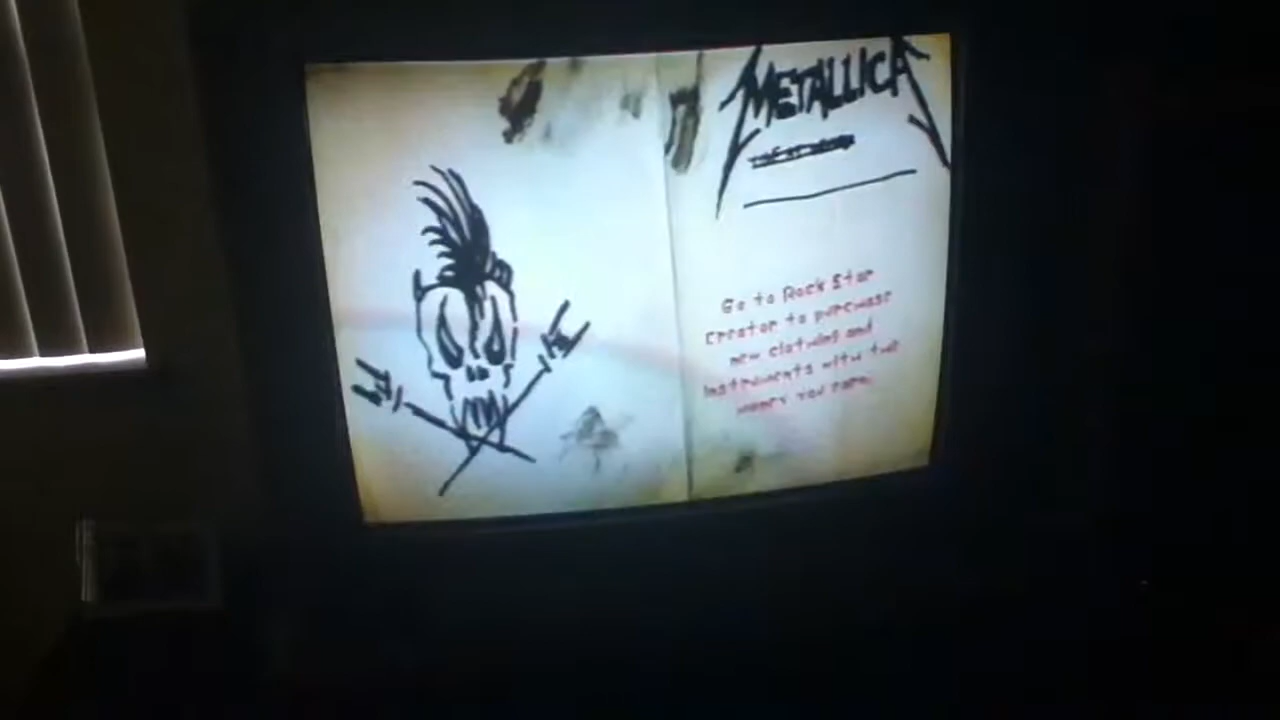 METALLICA
Go to Rock Star
Creator to purchase
new clothing and
instruments with the
money you earn.